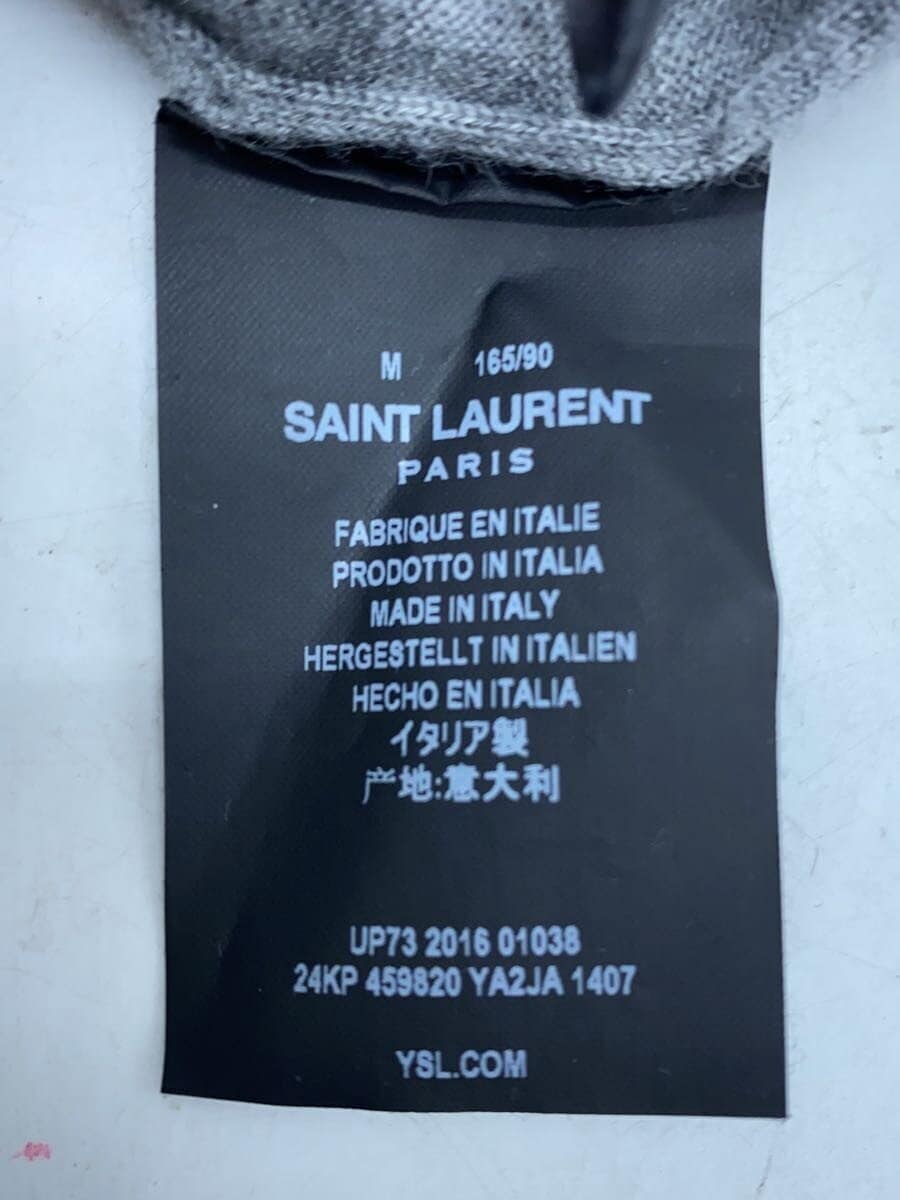 M 165/90
SAINT LAURENT
PARIS
FABRIQUE EN ITALIE
PRODOTTO IN ITALIA
MADE IN ITALY
HERGESTELLT IN ITALIEN
HECHO EN ITALIA
イタリア製
产地:意大利
UP73 2016 01038
24KP 459820 YA2JA 1407
YSL.COM